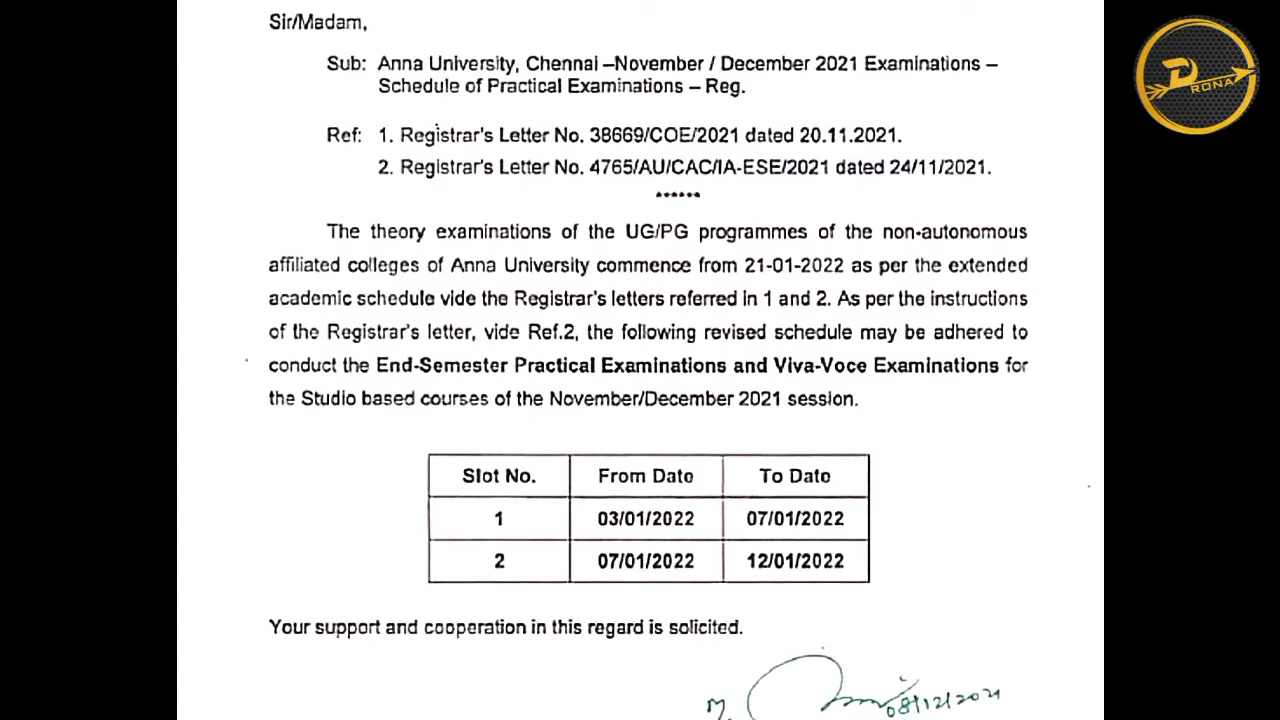 Sir/Madam,
Sub: Anna University, Chennai –November / December 2021 Examinations –
Schedule of Practical Examinations – Reg.
Ref: 1. Registrar's Letter No. 38669/COE/2021 dated 20.11.2021.
2. Registrar's Letter No. 4765/AU/CAC/IA-ESE/2021 dated 24/11/2021.
******
The theory examinations of the UG/PG programmes of the non-autonomous
affiliated colleges of Anna University commence from 21-01-2022 as per the extended
academic schedule vide the Registrar's letters referred in 1 and 2. As per the instructions
of the Registrar's letter, vide Ref.2, the following revised schedule may be adhered to
conduct the End-Semester Practical Examinations and Viva-Voce Examinations for
the Studio based courses of the November/December 2021 session.
Slot No. From Date To Date
1 03/01/2022 07/01/2022
2 07/01/2022 12/01/2022
Your support and cooperation in this regard is solicited.
08/12/2021
DRONA